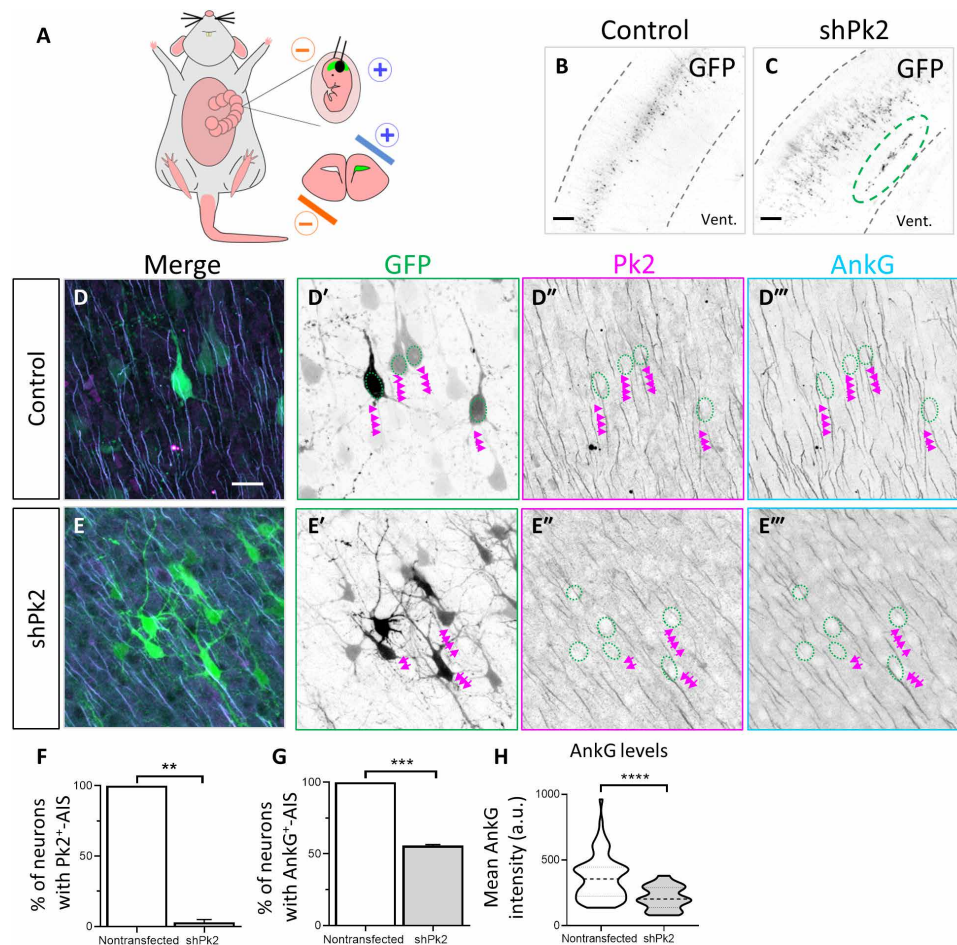 Control
shPk2
A
−
+
+
−
B
GFP
Vent.
C
GFP
Vent.
Merge
GFP
Pk2
AnkG
Control
D
D′
D″
D‴
shPk2
E
E′
E″
E‴
F
**
% of neurons
with Pk2⁺-AIS
100
50
0
Nontransfected
shPk2
G
***
% of neurons
with AnkG⁺-AIS
100
50
0
Nontransfected
shPk2
AnkG levels
H
****
Mean AnkG
intensity (a.u.)
1000
500
0
Nontransfected
shPk2